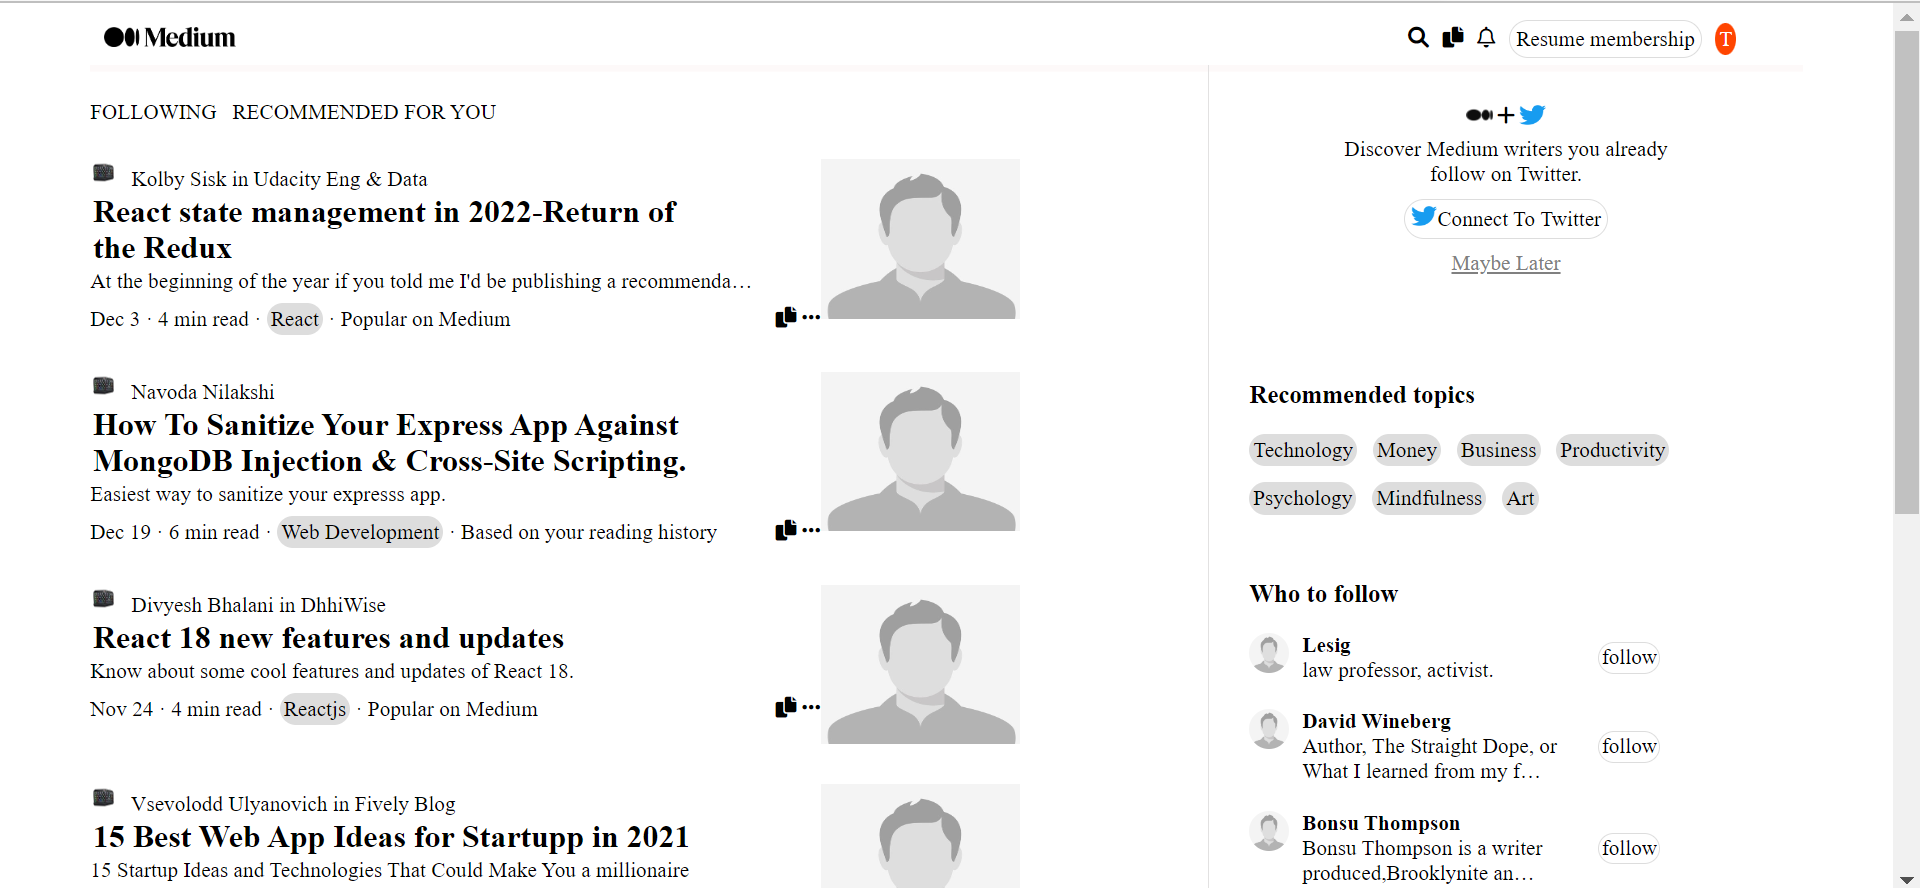 Medium
Resume membership
T
FOLLOWING RECOMMENDED FOR YOU
Kolby Sisk in Udacity Eng & Data
React state management in 2022-Return of
the Redux
At the beginning of the year if you told me I'd be publishing a recommenda…
Dec 3 · 4 min read · React · Popular on Medium
Navoda Nilakshi
How To Sanitize Your Express App Against
MongoDB Injection & Cross-Site Scripting.
Easiest way to sanitize your expresss app.
Dec 19 · 6 min read · Web Development · Based on your reading history
Divyesh Bhalani in DhhiWise
React 18 new features and updates
Know about some cool features and updates of React 18.
Nov 24 · 4 min read · Reactjs · Popular on Medium
Vsevolodd Ulyanovich in Fively Blog
15 Best Web App Ideas for Startupp in 2021
15 Startup Ideas and Technologies That Could Make You a millionaire
Discover Medium writers you already
follow on Twitter.
Connect To Twitter
Maybe Later
Recommended topics
Technology Money Business Productivity
Psychology Mindfulness Art
Who to follow
Lesig
law professor, activist.
follow
David Wineberg
Author, The Straight Dope, or
What I learned from my f…
follow
Bonsu Thompson
Bonsu Thompson is a writer
produced,Brooklynite an…
follow